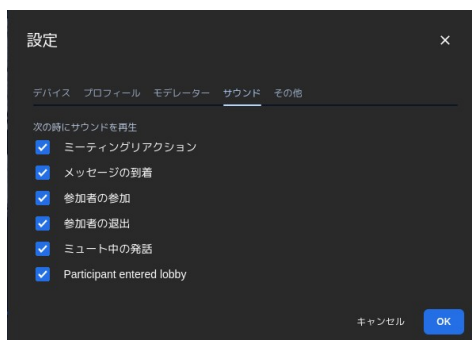 設定
デバイス プロフィール モデレーター サウンド その他
次の時にサウンドを再生
ミーティングリアクション
メッセージの到着
参加者の参加
参加者の退出
ミュート中の発話
Participant entered lobby
キャンセル OK